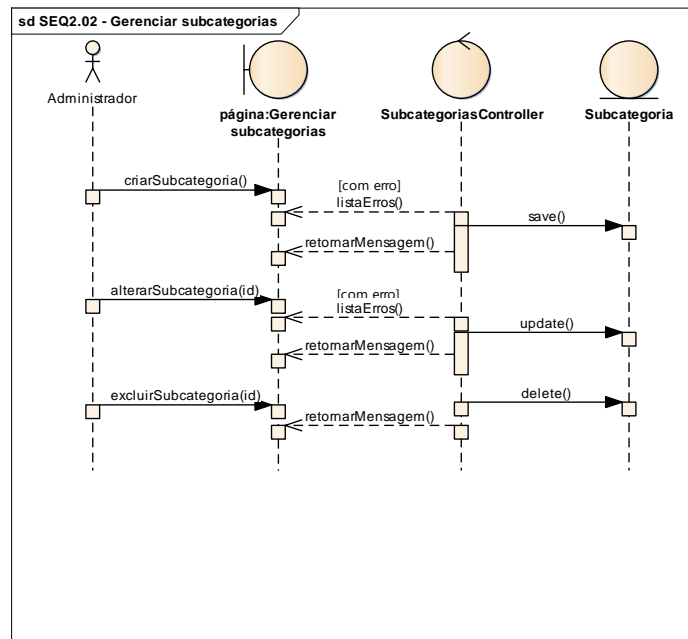 sd SEQ2.02 - Gerenciar subcategorias
Administrador
página:Gerenciar
subcategorias
SubcategoriasController
Subcategoria
criarSubcategoria()
[com erro]
listaErros()
save()
retornarMensagem()
alterarSubcategoria(id)
[com erro]
listaErros()
update()
retornarMensagem()
excluirSubcategoria(id)
delete()
retornarMensagem()